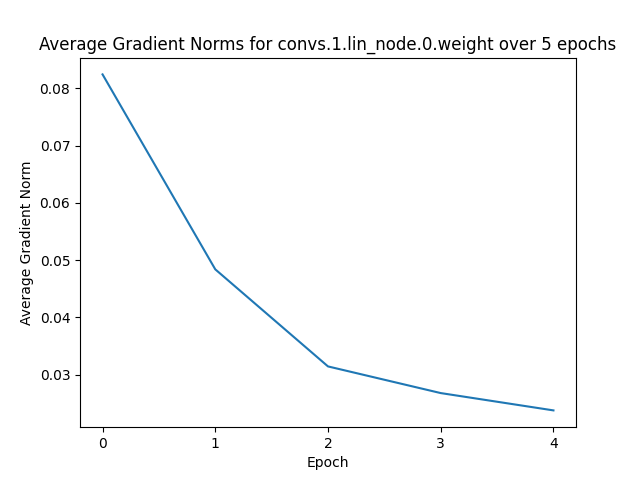 Average Gradient Norms for convs.1.lin_node.0.weight over 5 epochs
0.08
0.07
0.06
0.05
0.04
0.03
Average Gradient Norm
0 1 2 3 4
Epoch